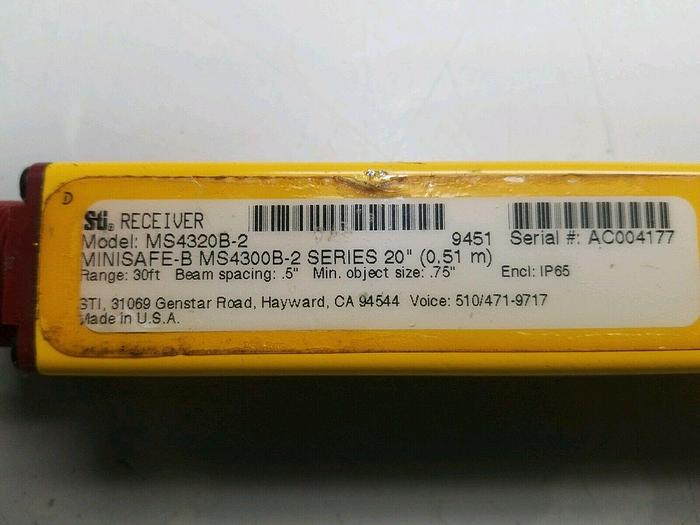 STI® RECEIVER
Model: MS4320B-2 9451 Serial #: AC004177
MINISAFE-B MS4300B-2 SERIES 20" (0.51 m)
Range: 30ft Beam spacing: .5" Min. object size: .75" Encl: IP65
STI, 31069 Genstar Road, Hayward, CA 94544 Voice: 510/471-9717
Made in U.S.A.